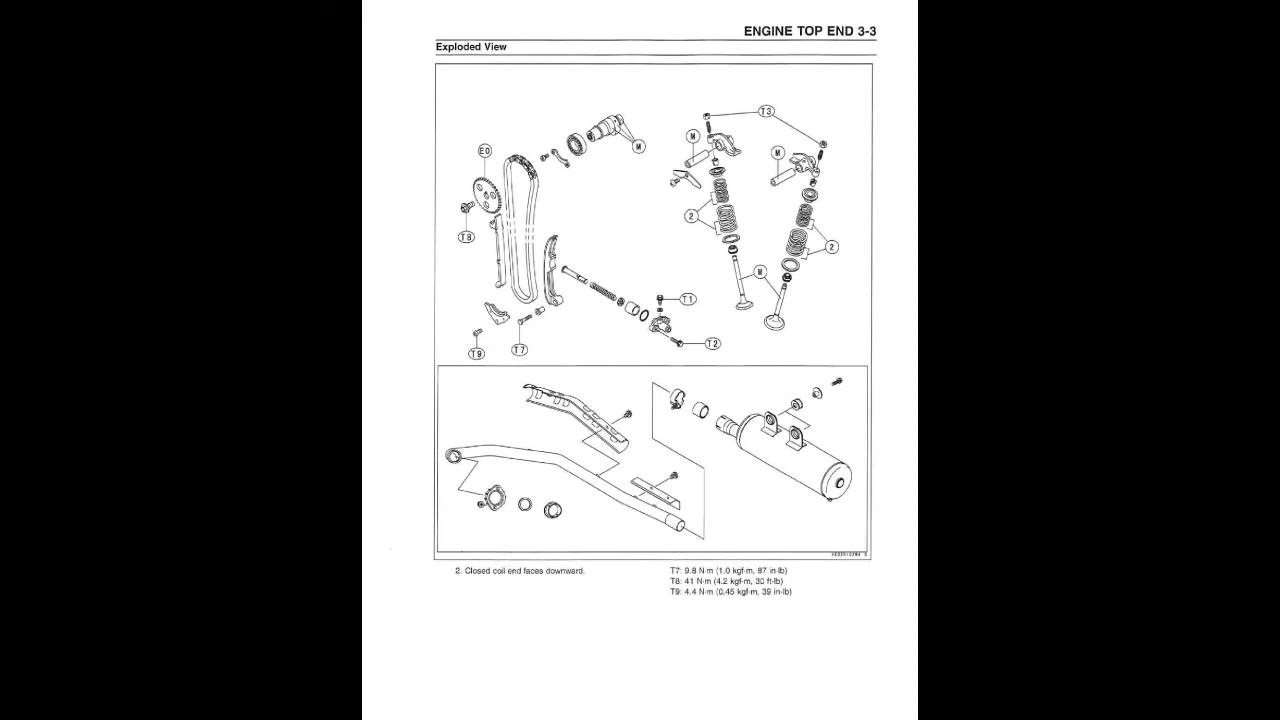 ENGINE TOP END 3-3
Exploded View
T3
M
M
EO
M
2
T8
2
M
T1
T2
T7
T9
2. Closed coil end faces downward.
T7: 9.8 N·m (1.0 kgf·m, 87 in·lb)
T8: 41 N·m (4.2 kgf·m, 30 ft·lb)
T9: 4.4 N·m (0.45 kgf·m, 39 in·lb)